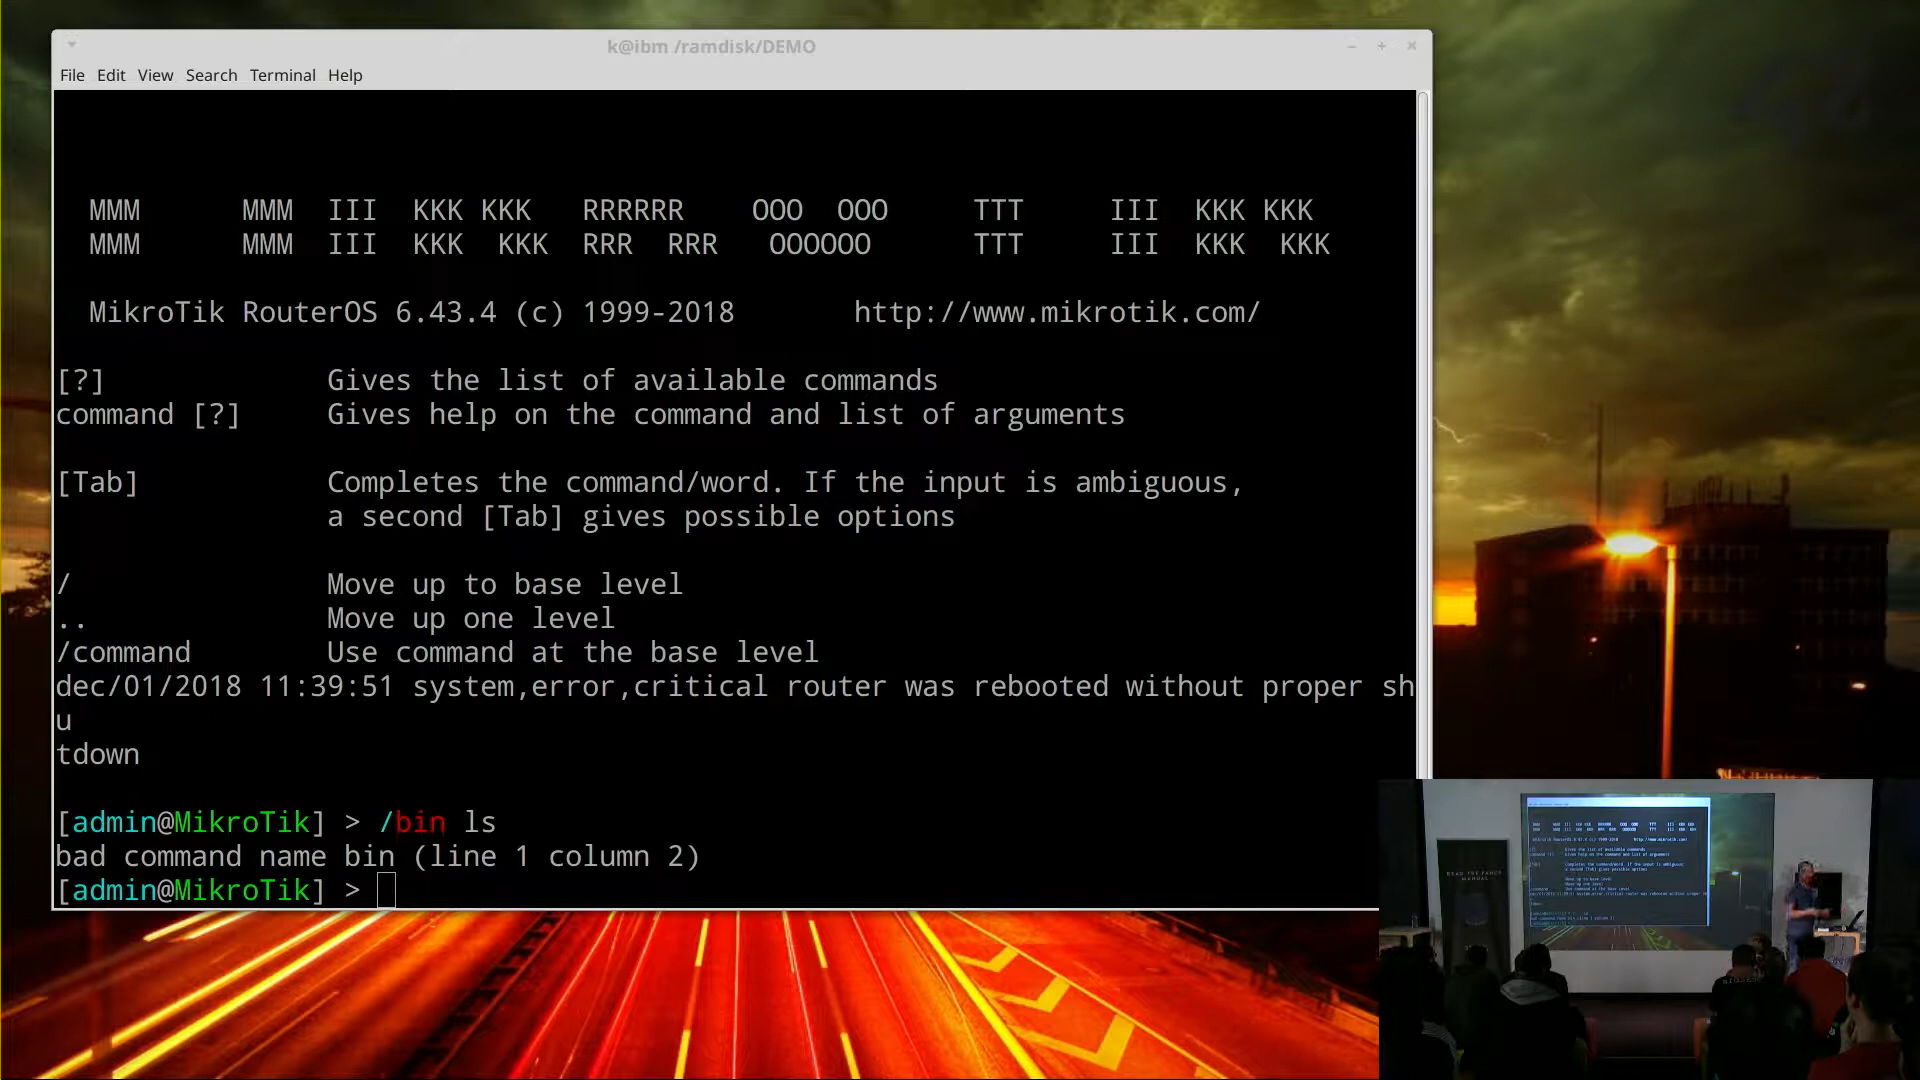 k@ibm /ramdisk/DEMO
File Edit View Search Terminal Help
MMM MMM III KKK KKK RRRRRR OOO OOO TTT III KKK KKK
MMM MMM III KKK KKK RRR RRR OOOOOO TTT III KKK KKK
MikroTik RouterOS 6.43.4 (c) 1999-2018 http://www.mikrotik.com/
[?] Gives the list of available commands
command [?] Gives help on the command and list of arguments
[Tab] Completes the command/word. If the input is ambiguous,
a second [Tab] gives possible options
/ Move up to base level
.. Move up one level
/command Use command at the base level
dec/01/2018 11:39:51 system,error,critical router was rebooted without proper sh
u
tdown
[admin@MikroTik] > /bin ls
bad command name bin (line 1 column 2)
[admin@MikroTik] >